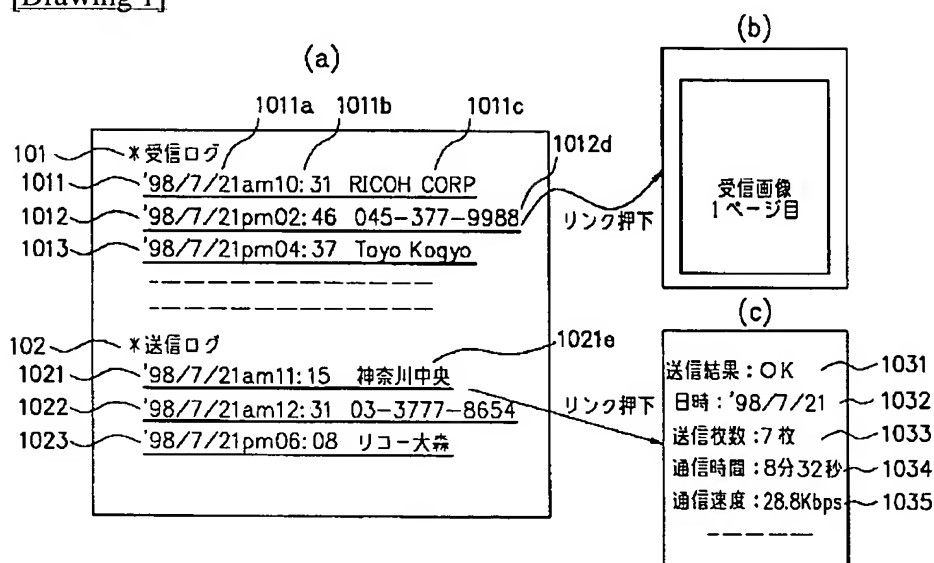 [Drawing 1]
(a)
1011a 1011b 1011c
101 *受信ログ
1012d
1011 '98/7/21am10:31 RICOH CORP
1012 '98/7/21pm02:46 045-377-9988
1013 '98/7/21pm04:37 Toyo Kogyo
リンク押下
(b)
受信画像
1ページ目
102 *送信ログ
1021e
1021 '98/7/21am11:15 神奈川中央
1022 '98/7/21am12:31 03-3777-8654
1023 '98/7/21pm06:08 リコー大森
リンク押下
(c)
送信結果:OK 1031
日時:'98/7/21 1032
送信枚数:7枚 1033
通信時間:8分32秒 1034
通信速度:28.8Kbps 1035